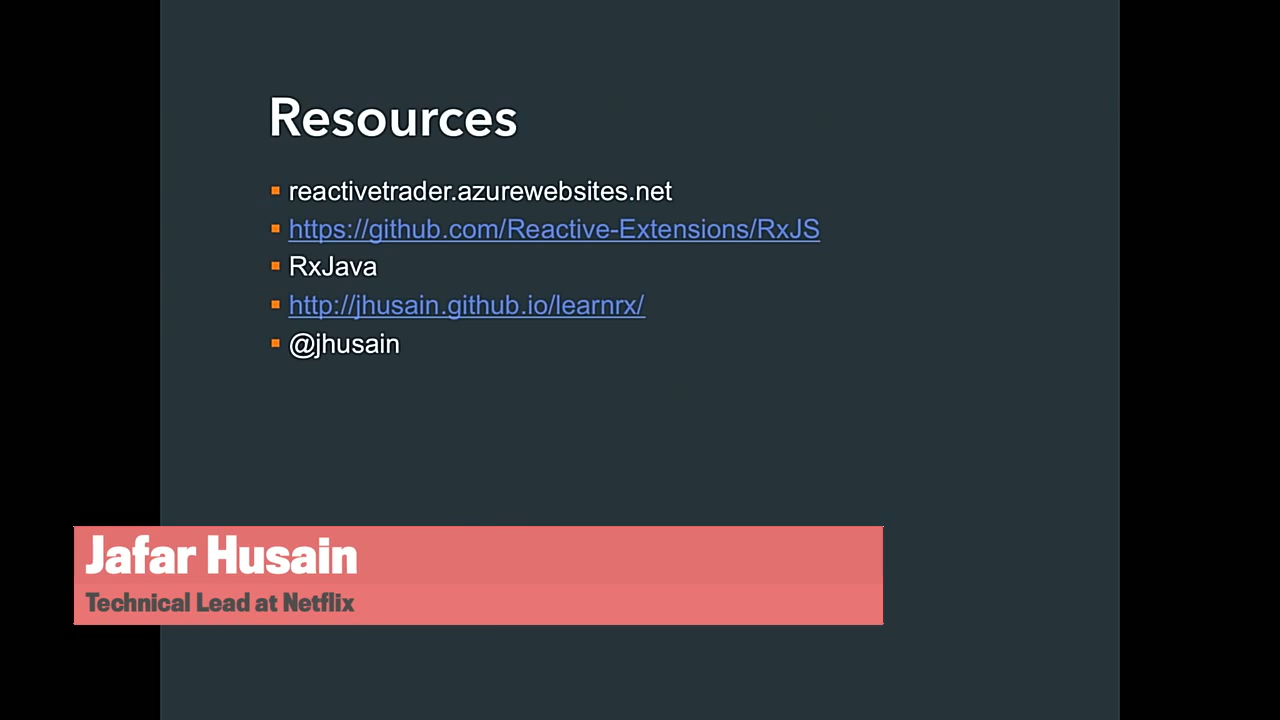 Resources
reactivetrader.azurewebsites.net
https://github.com/Reactive-Extensions/RxJS
RxJava
http://jhusain.github.io/learnrx/
@jhusain
Jafar Husain
Technical Lead at Netflix